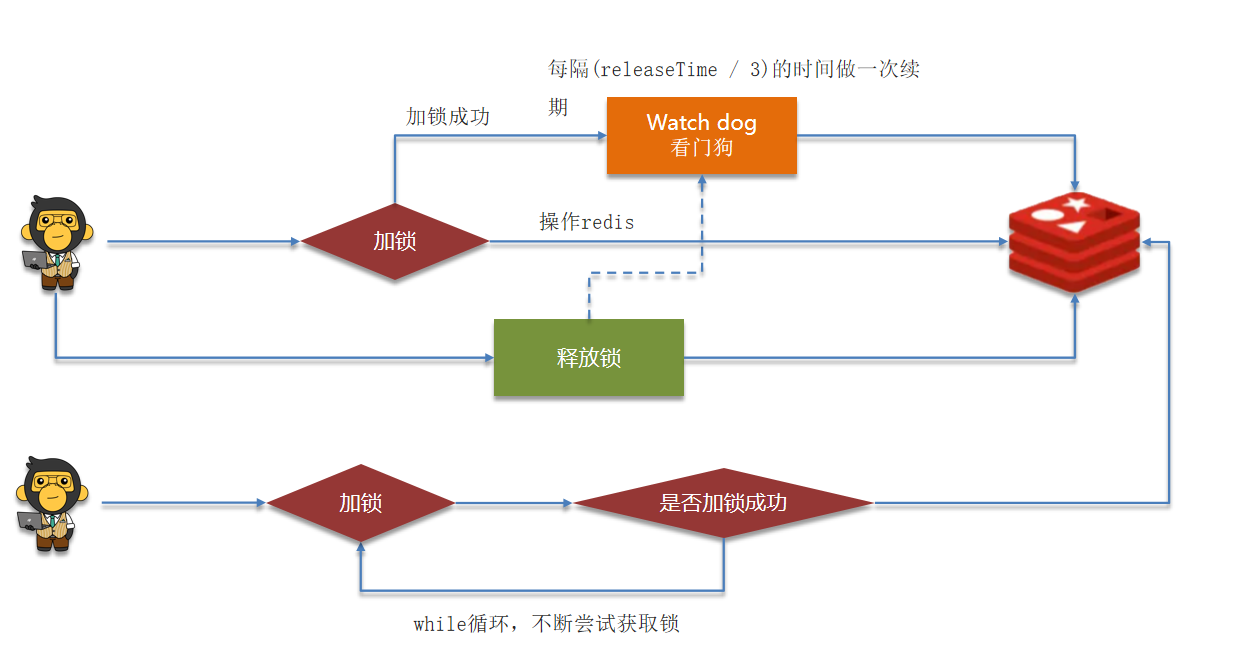 每隔(releaseTime / 3)的时间做一次续
期
加锁成功
Watch dog
看门狗
加锁
操作redis
释放锁
加锁
是否加锁成功
while循环，不断尝试获取锁